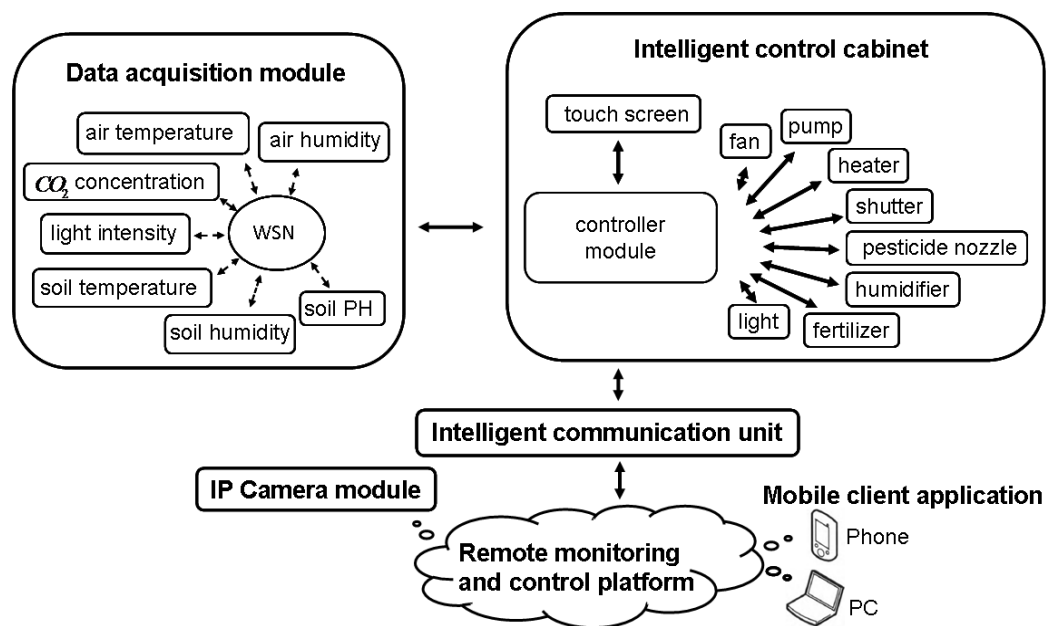 Data acquisition module
air temperature
air humidity
CO₂ concentration
light intensity
WSN
soil temperature
soil PH
soil humidity
Intelligent control cabinet
touch screen
controller
module
fan
pump
heater
shutter
pesticide nozzle
humidifier
light
fertilizer
Intelligent communication unit
IP Camera module
Remote monitoring
and control platform
Mobile client application
Phone
PC